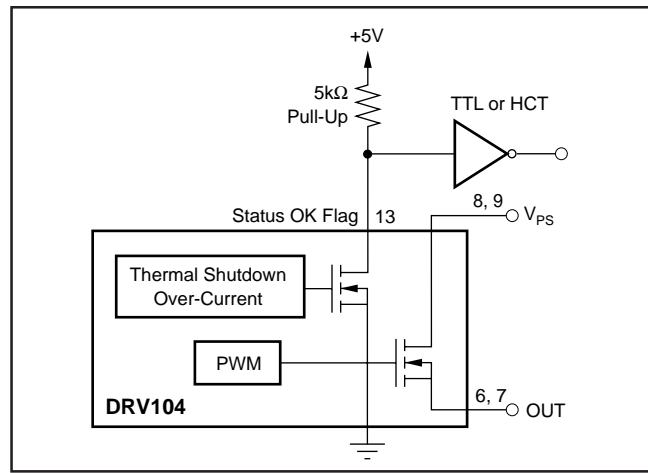 +5V
5kΩ
Pull-Up
TTL or HCT
Status OK Flag
13
8, 9
VPS
Thermal Shutdown
Over-Current
PWM
DRV104
6, 7
OUT